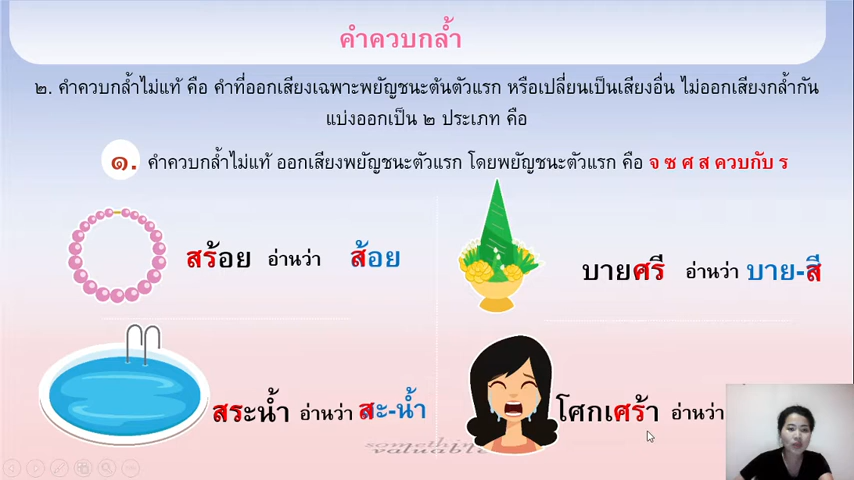 คำควบกล้ำ
๒. คำควบกล้ำไม่แท้ คือ คำที่ออกเสียงเฉพาะพยัญชนะต้นตัวแรก หรือเปลี่ยนเป็นเสียงอื่น ไม่ออกเสียงกล้ำกัน
แบ่งออกเป็น ๒ ประเภท คือ
๑. คำควบกล้ำไม่แท้ ออกเสียงพยัญชนะตัวแรก โดยพยัญชนะตัวแรก คือ จ ซ ศ ส ควบกับ ร
สร้อย อ่านว่า ส้อย
บายศรี อ่านว่า บาย-สี
สระน้ำ อ่านว่า สะ-น้ำ
โศกเศร้า อ่านว่า
something
valuable